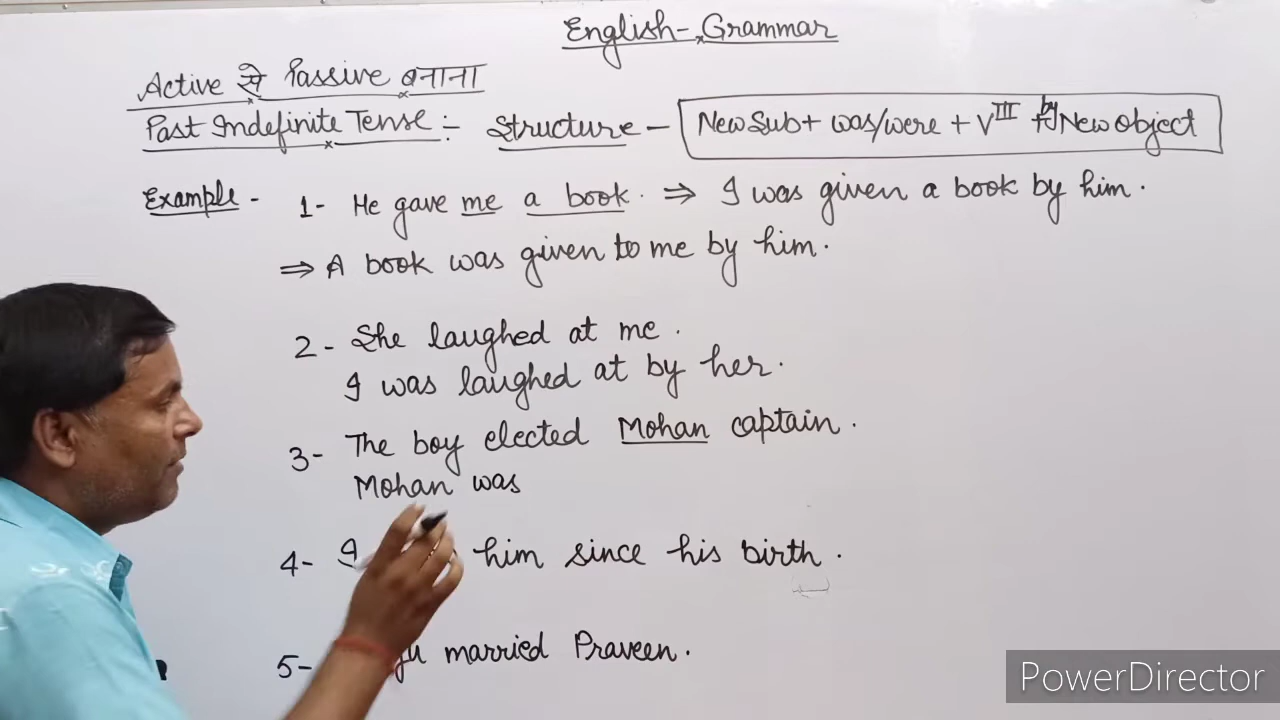 English-Grammar
Active से Passive बनाना
Past Indefinite Tense:- Structure - New Sub + was/were + V III + by New object
Example - 1- He gave me a book. ⇒ I was given a book by him.
⇒ A book was given to me by him.
2- She laughed at me.
I was laughed at by her.
3- The boy elected Mohan captain.
Mohan was
4- I him since his birth.
5- married Praveen.
PowerDirector